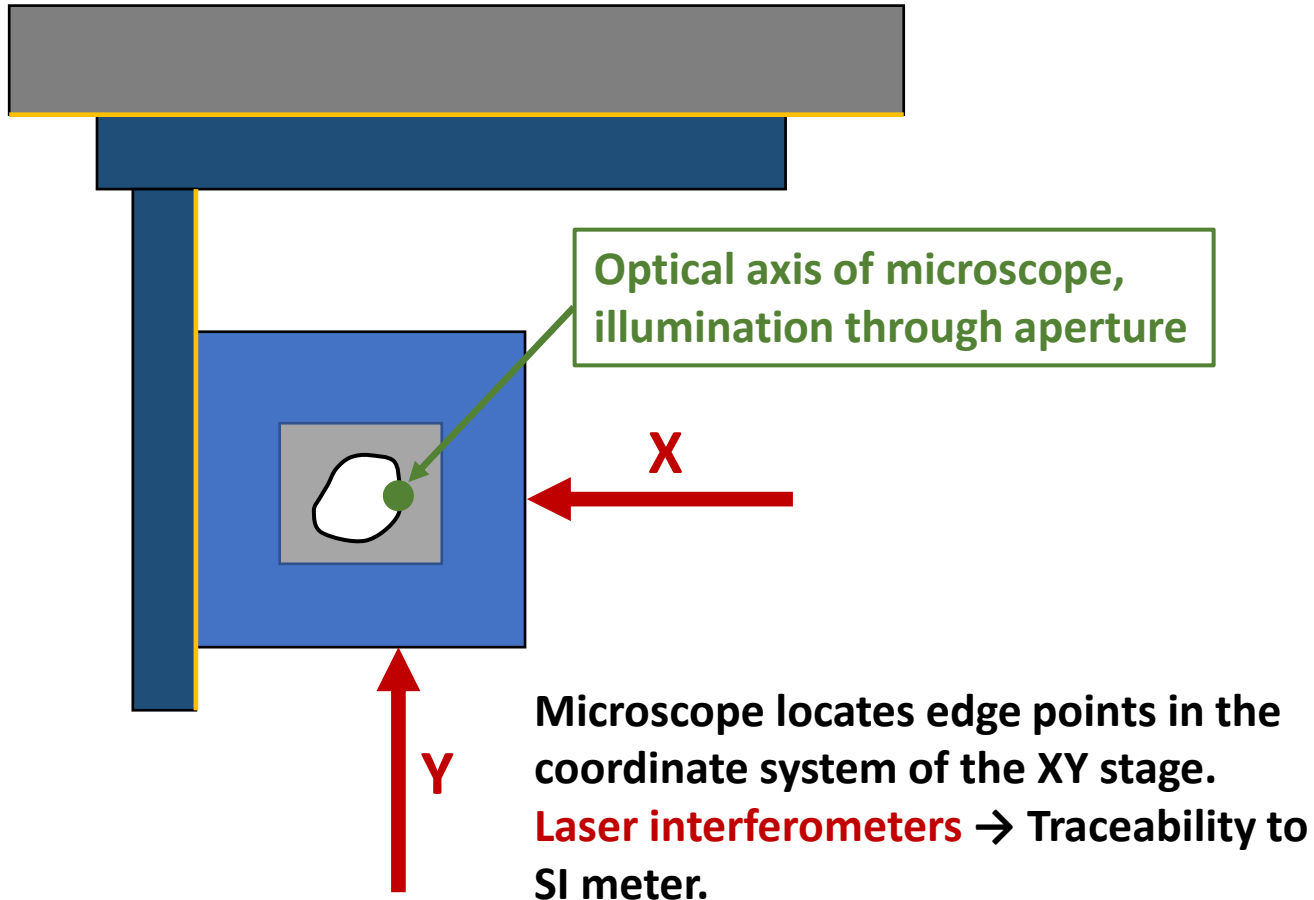 Optical axis of microscope,
illumination through aperture
X
Y
Microscope locates edge points in the
coordinate system of the XY stage.
Laser interferometers → Traceability to
SI meter.